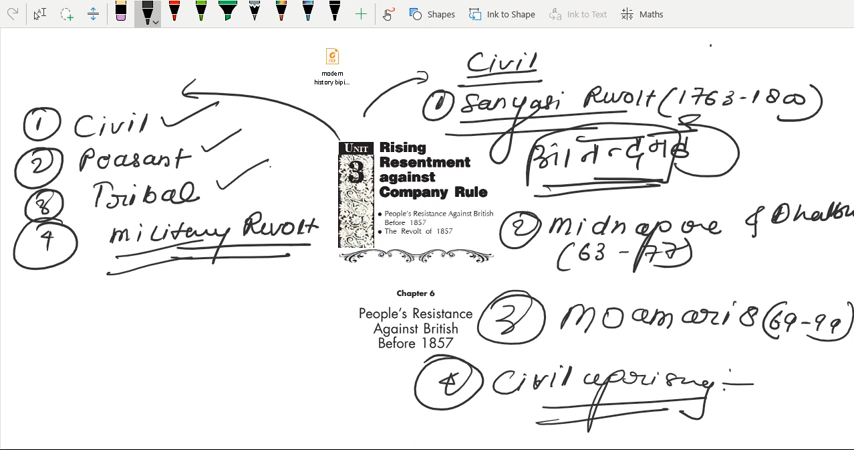 Shapes Ink to Shape Ink to Text Maths
modern
history bipi...
Civil
① Sanyasi Revolt (1763-1800)
① Civil
② Peasant
③ Tribal
④ military Revolt
UNIT
3
Rising
Resentment
against
Company Rule
• People's Resistance Against British
Before 1857
• The Revolt of 1857
② Midnapore & Dhalbhu
(63-77)
Chapter 6
People's Resistance
Against British
Before 1857
③ Moamaris (69-99)
④ Civil uprising :-